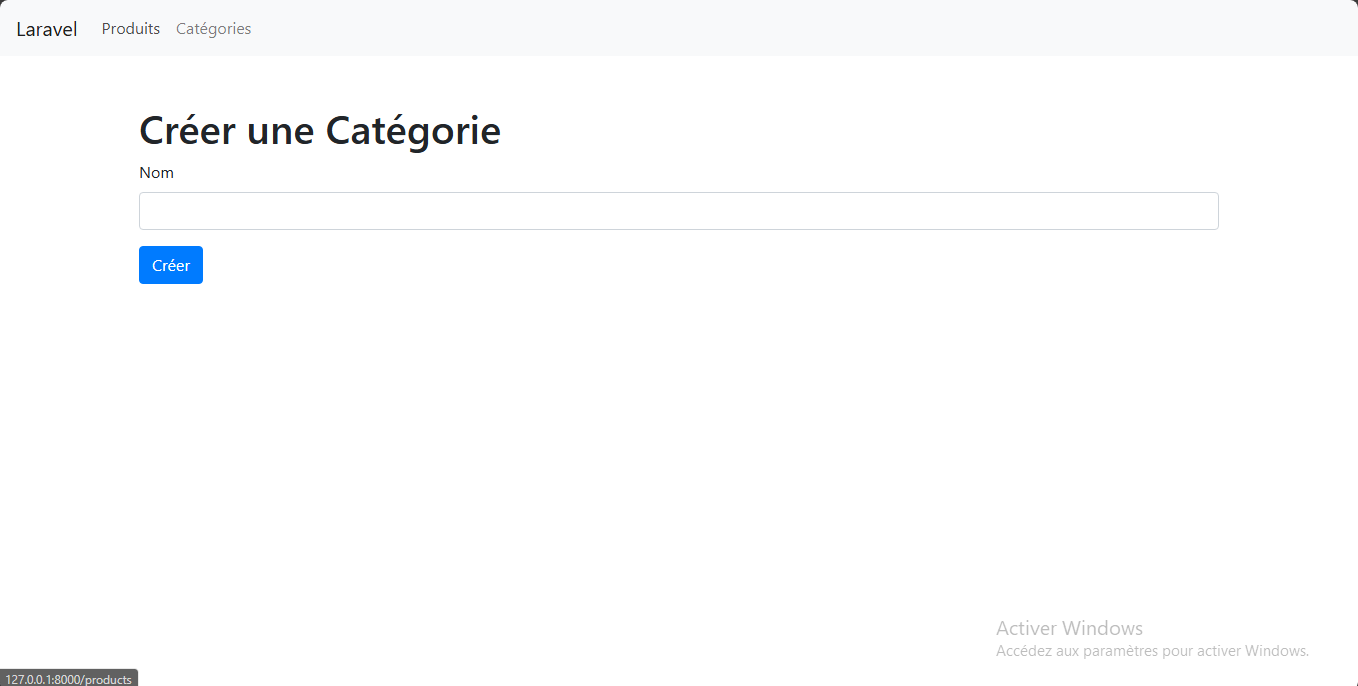 Laravel Produits Catégories
Créer une Catégorie
Nom
Créer
Activer Windows
Accédez aux paramètres pour activer Windows.
127.0.0.1:8000/products